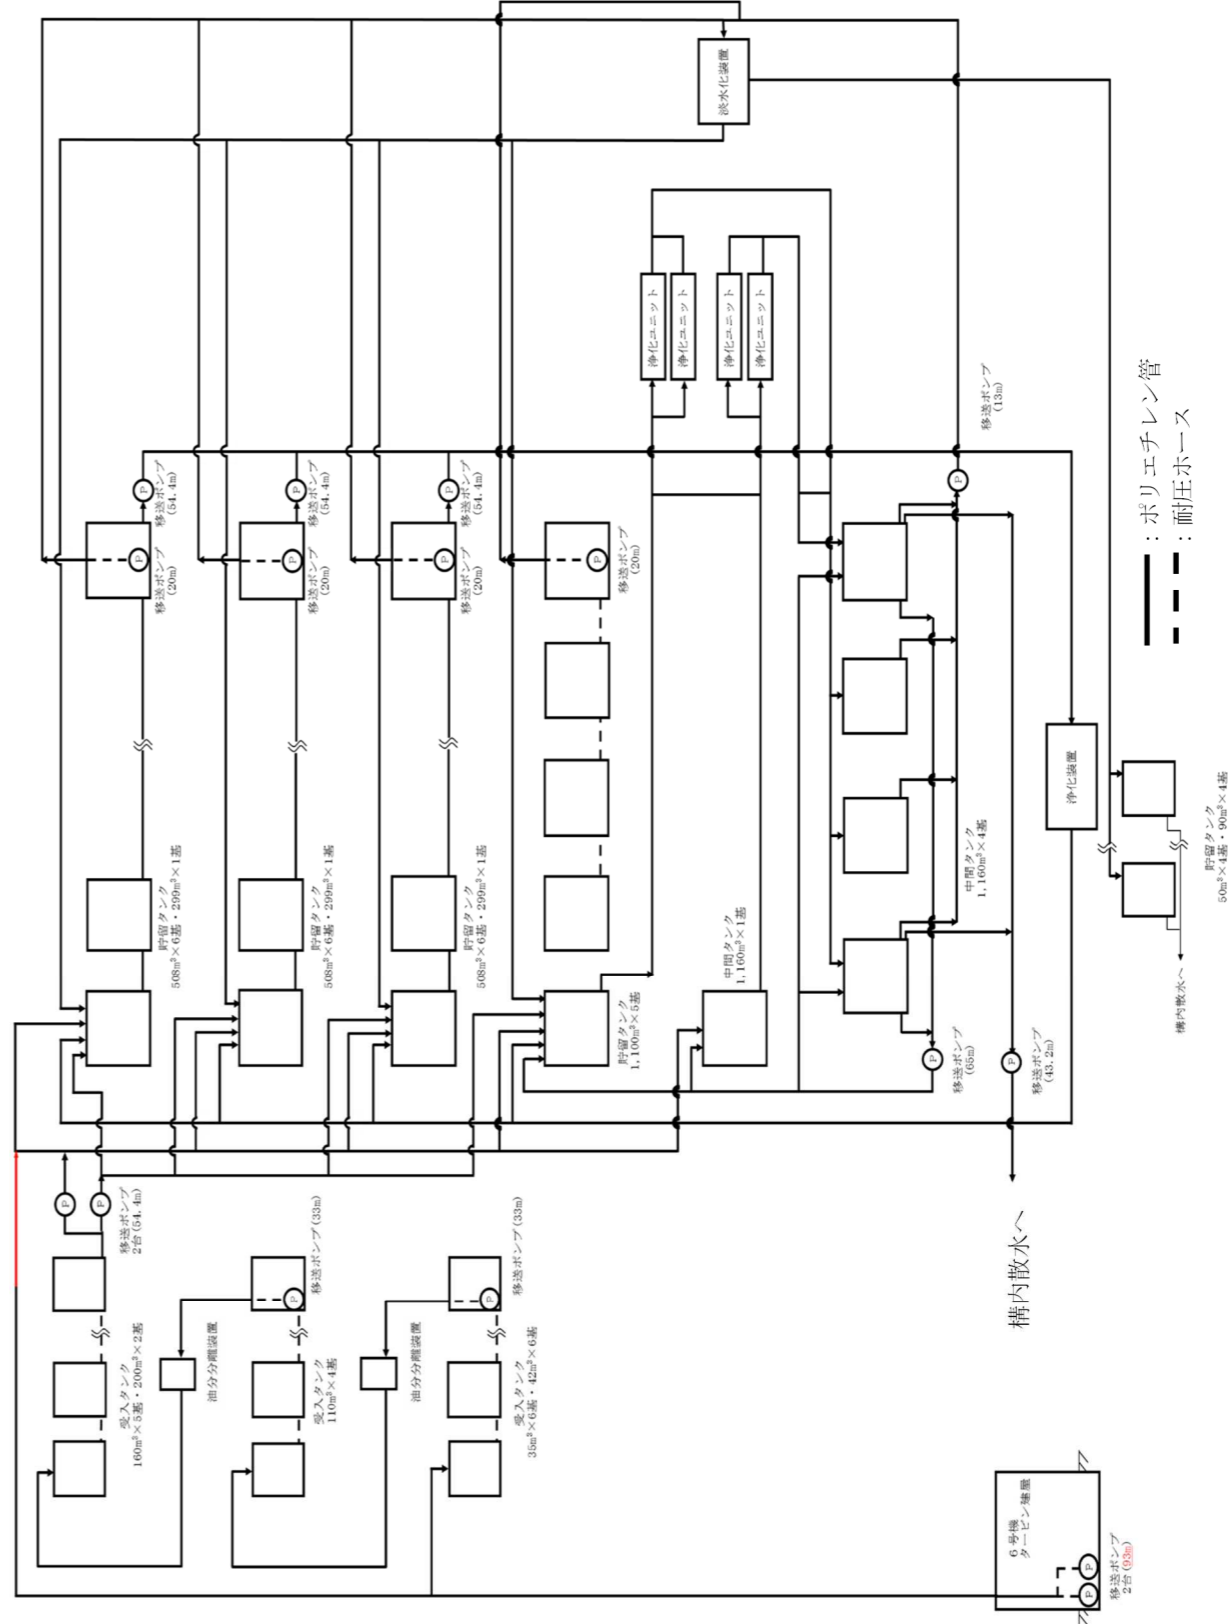 6号機
タービン建屋
移送ポンプ
2台(93m)
P
P
受入タンク
160m³×5基・200m³×2基
油分分離装置
受入タンク
110m³×4基
油分分離装置
受入タンク
35m³×6基・42m³×6基
移送ポンプ
2台(54.4m)
P
P
移送ポンプ(33m)
P
移送ポンプ(33m)
P
貯留タンク
508m³×6基・299m³×1基
貯留タンク
508m³×6基・299m³×1基
貯留タンク
508m³×6基・299m³×1基
貯留タンク
1,100m³×5基
中間タンク
1,160m³×1基
中間タンク
1,160m³×4基
P
移送ポンプ
(65m)
P
移送ポンプ
(43.2m)
構内散水へ
P
移送ポンプ
(20m)
P
移送ポンプ
(54.4m)
P
移送ポンプ
(20m)
P
移送ポンプ
(54.4m)
P
移送ポンプ
(20m)
P
移送ポンプ
(54.4m)
P
移送ポンプ
(20m)
浄化ユニット
浄化ユニット
浄化ユニット
浄化ユニット
P
移送ポンプ
(13m)
淡水化装置
浄化装置
貯留タンク
50m³×4基・90m³×4基
構内散水へ
：ポリエチレン管
：耐圧ホース